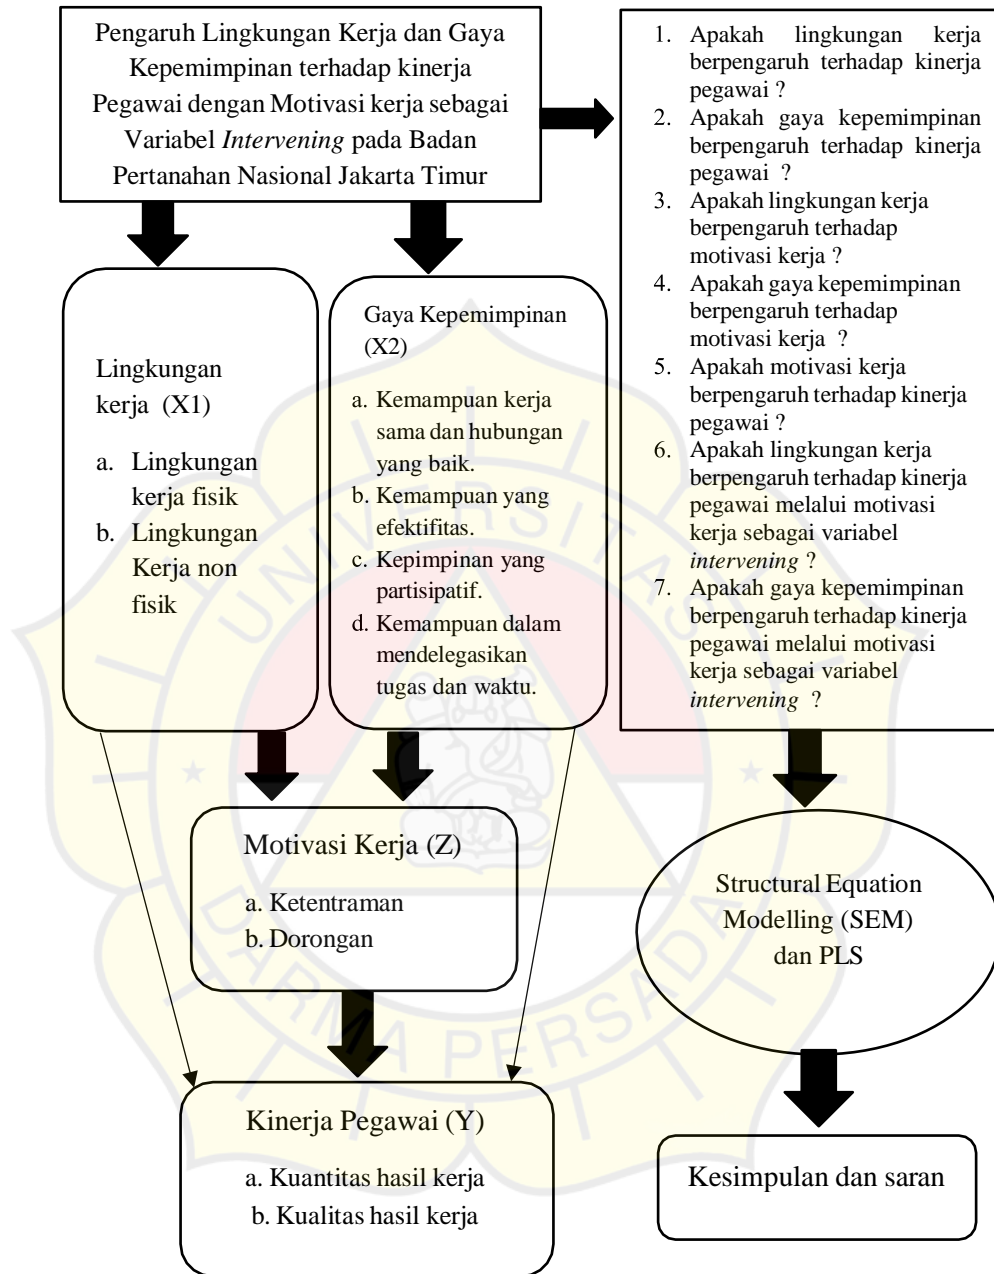 Pengaruh Lingkungan Kerja dan Gaya
Kepemimpinan terhadap kinerja
Pegawai dengan Motivasi kerja sebagai
Variabel Intervening pada Badan
Pertanahan Nasional Jakarta Timur
1. Apakah lingkungan kerja
berpengaruh terhadap kinerja
pegawai ?
2. Apakah gaya kepemimpinan
berpengaruh terhadap kinerja
pegawai ?
3. Apakah lingkungan kerja
berpengaruh terhadap
motivasi kerja ?
4. Apakah gaya kepemimpinan
berpengaruh terhadap
motivasi kerja ?
5. Apakah motivasi kerja
berpengaruh terhadap kinerja
pegawai ?
6. Apakah lingkungan kerja
berpengaruh terhadap kinerja
pegawai melalui motivasi
kerja sebagai variabel
intervening ?
7. Apakah gaya kepemimpinan
berpengaruh terhadap kinerja
pegawai melalui motivasi
kerja sebagai variabel
intervening ?
Lingkungan
kerja (X1)
a. Lingkungan
kerja fisik
b. Lingkungan
Kerja non
fisik
Gaya Kepemimpinan
(X2)
a. Kemampuan kerja
sama dan hubungan
yang baik.
b. Kemampuan yang
efektifitas.
c. Kepimpinan yang
partisipatif.
d. Kemampuan dalam
mendelegasikan
tugas dan waktu.
Motivasi Kerja (Z)
a. Ketentraman
b. Dorongan
Structural Equation
Modelling (SEM)
dan PLS
Kinerja Pegawai (Y)
a. Kuantitas hasil kerja
b. Kualitas hasil kerja
Kesimpulan dan saran
UNIVERSITAS
DARMA PERSADA